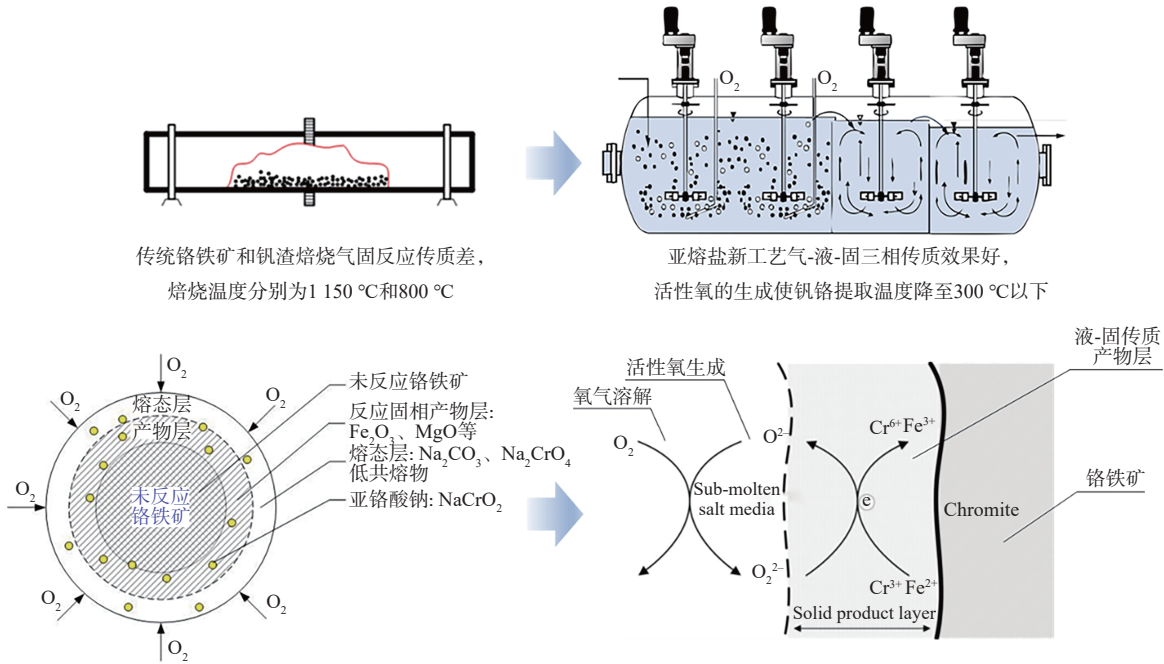 O₂
O₂
传统铬铁矿和钒渣焙烧气固反应传质差，
焙烧温度分别为1 150 ℃和800 ℃
亚熔盐新工艺气-液-固三相传质效果好，
活性氧的生成使钒铬提取温度降至300 ℃以下
O₂
O₂
O₂
O₂
O₂
O₂
O₂
熔态层
产物层
未反应
铬铁矿
未反应铬铁矿
反应固相产物层:
Fe₂O₃、MgO等
熔态层: Na₂CO₃、Na₂CrO₄
低共熔物
亚铬酸钠: NaCrO₂
氧气溶解
活性氧生成
液-固传质
产物层
铬铁矿
O₂
O²⁻
Sub-molten
salt media
O₂²⁻
Cr⁶⁺Fe³⁺
e
Cr³⁺Fe²⁺
Solid product layer
Chromite